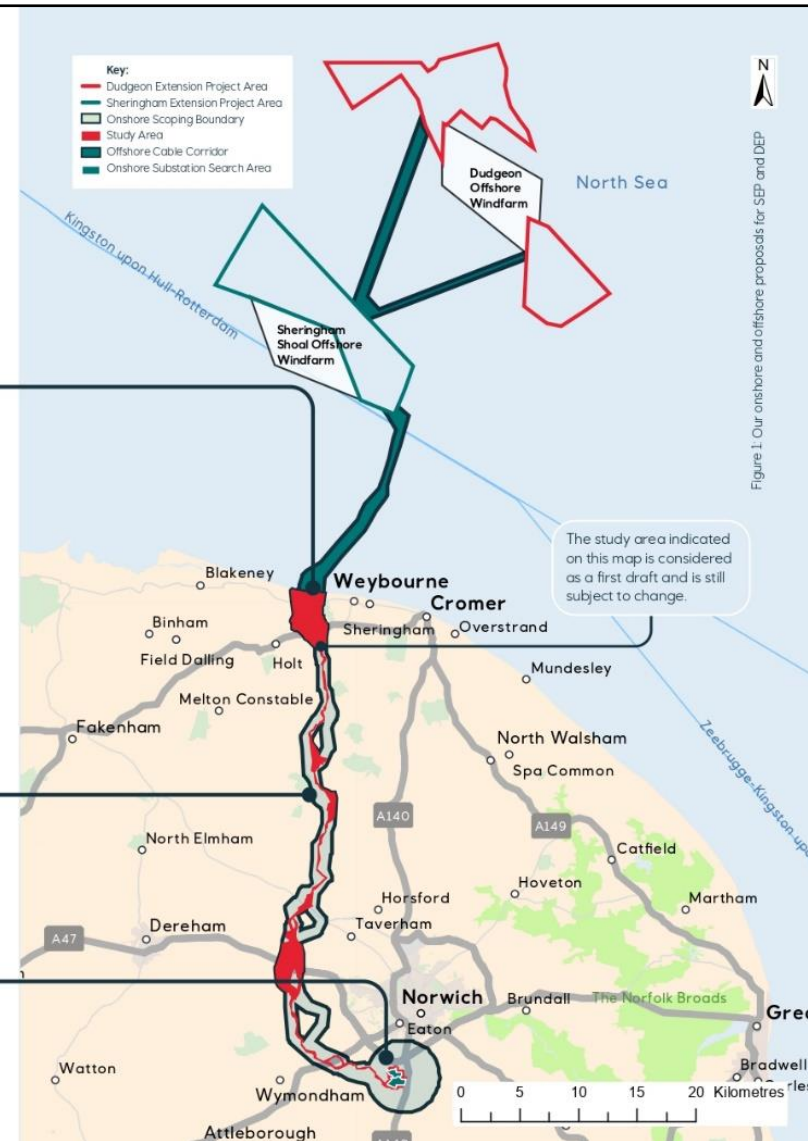 Key:
Dudgeon Extension Project Area
Sheringham Extension Project Area
Onshore Scoping Boundary
Study Area
Offshore Cable Corridor
Onshore Substation Search Area
N
Figure 1: Our onshore and offshore proposals for SEP and DEP
North Sea
Dudgeon
Offshore
Windfarm
Kingston upon Hull-Rotterdam
Sheringham
Shoal Offshore
Windfarm
The study area indicated
on this map is considered
as a first draft and is still
subject to change.
Blakeney
Weybourne
Cromer
Binham
Sheringham
Overstrand
Field Dalling
Holt
Mundesley
Melton Constable
Fakenham
North Walsham
Spa Common
Zeebrugge-Kingston upo
A140
A149
North Elmham
Catfield
Hoveton
Horsford
Martham
Dereham
Taverham
A47
Norwich
Brundall
The Norfolk Broads
Grea
Eaton
Watton
Bradwell
Wymondham
0 5 10 15 20 Kilometres
Attleborough